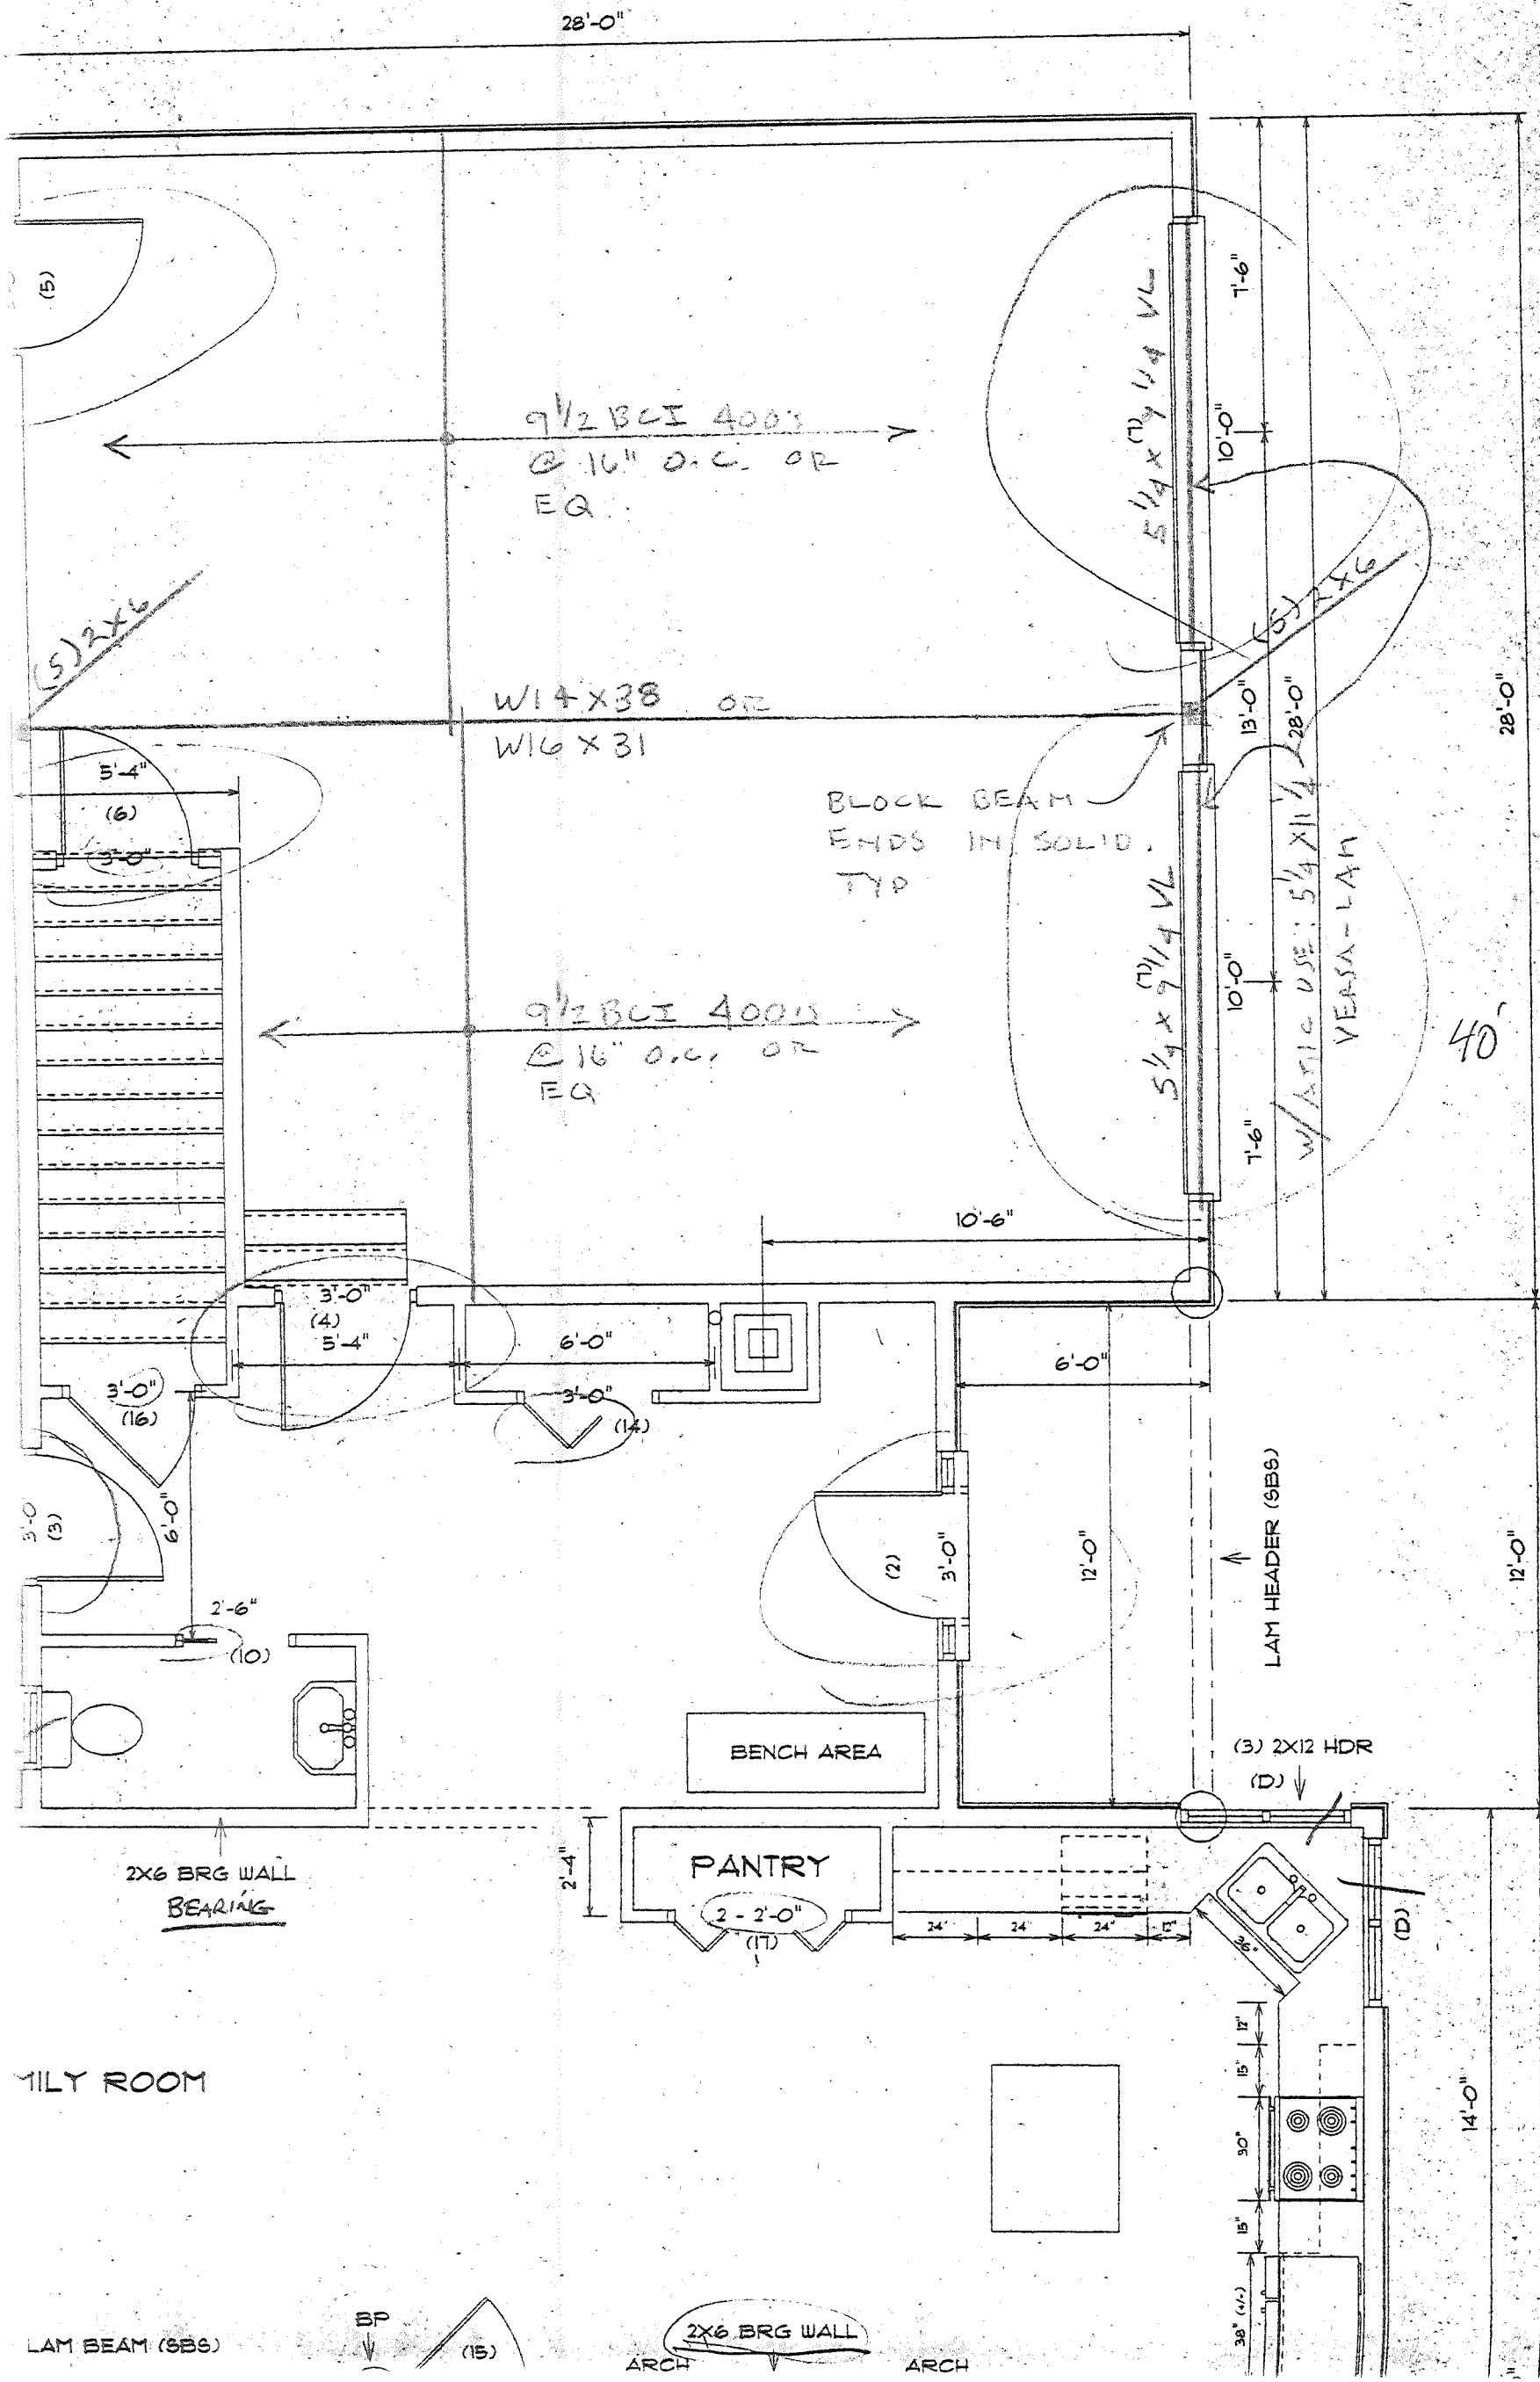 28'-0"
(5)
7'-6"
5 1/4 x (7) 9 1/4 VL
10'-0"
9 1/2 BCI 400's
@ 16" O.C. OR
EQ.
(5) 2X6
(5) 2X6
W14 X 38 OR
W16 X 31
13'-0"
28'-0"
28'-0"
5'-4"
(6)
3'-0"
BLOCK BEAM
ENDS IN SOLID.
TYP
5 1/4 x (7) 9 1/4 VL
10'-0"
W/ATTIC USE: 5 1/4 X 11 1/4
VERSA-LAM
40'
9 1/2 BCI 400's
@ 16" O.C. OR
EQ
7'-6"
10'-6"
3'-0"
(4)
5'-4"
6'-0"
6'-0"
3'-0"
(16)
3'-0"
(14)
3'-0
(3)
6'-0"
(2)
3'-0"
12'-0"
LAM HEADER (SBS)
12'-0"
2'-6"
(10)
BENCH AREA
(3) 2X12 HDR
(D)
2X6 BRG WALL
BEARING
2'-4"
PANTRY
2 - 2'-0"
(17)
24"
24"
24"
12"
36"
(D)
12"
15"
30"
15"
38" (+/-)
14'-0"
MILY ROOM
LAM BEAM (SBS)
BP
(15)
2X6 BRG WALL
ARCH
ARCH